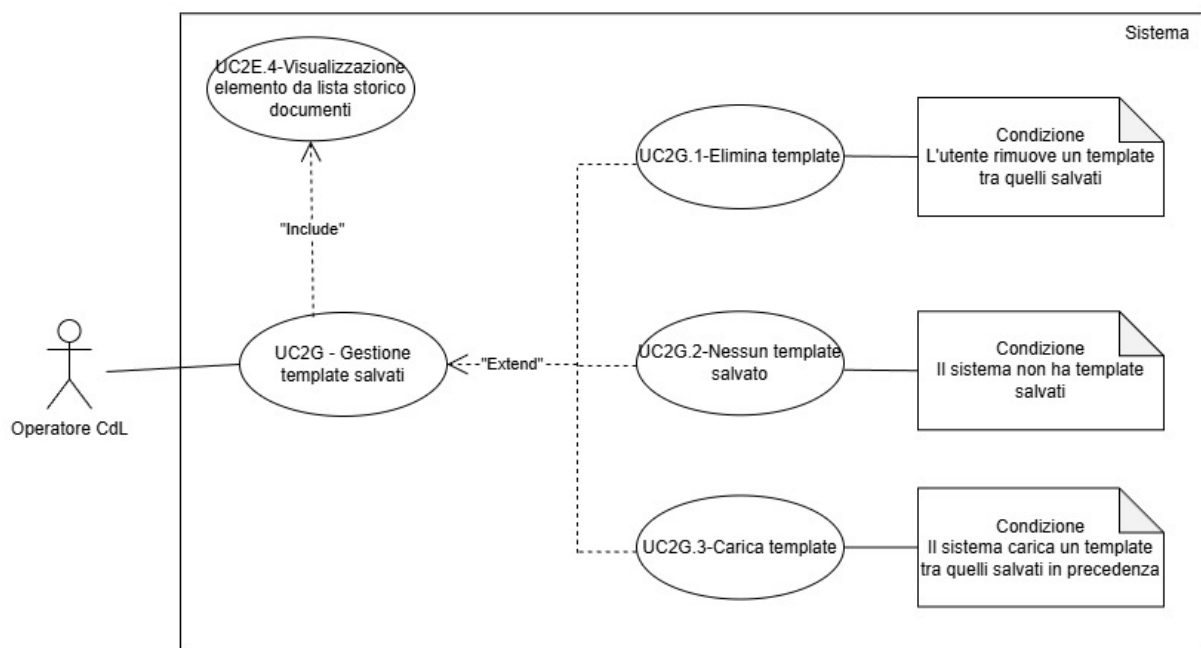 Sistema
UC2E.4-Visualizzazione
elemento da lista storico
documenti
"Include"
Operatore CdL
UC2G - Gestione
template salvati
"Extend"
UC2G.1-Elimina template
Condizione
L'utente rimuove un template
tra quelli salvati
UC2G.2-Nessun template
salvato
Condizione
Il sistema non ha template
salvati
UC2G.3-Carica template
Condizione
Il sistema carica un template
tra quelli salvati in precedenza